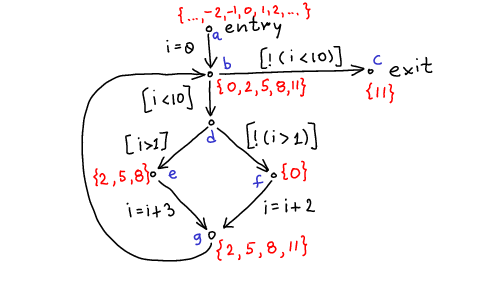 {...,-2,-1,0,1,2,...}
a entry
i=0
b
[!(i<10)]
c
exit
{0,2,5,8,11}
{11}
[i<10]
d
[i>1]
[!(i>1)]
{2,5,8}
e
f
{0}
i=i+3
i=i+2
g
{2,5,8,11}